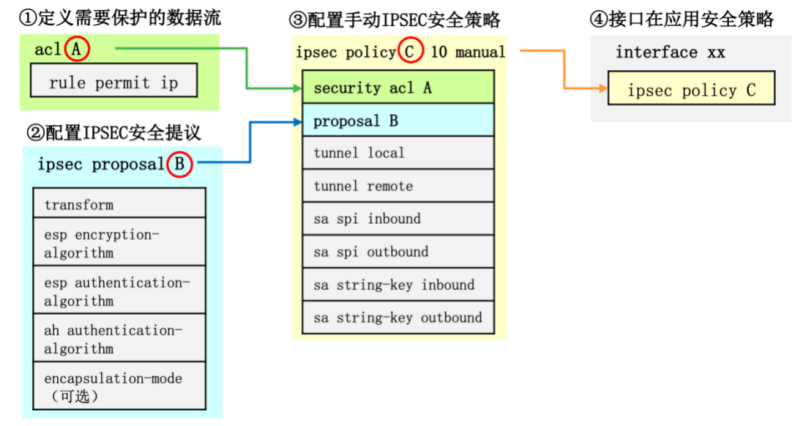 ①定义需要保护的数据流
acl A
rule permit ip
②配置IPSEC安全提议
ipsec proposal B
transform
esp encryption-
algorithm
esp authentication-
algorithm
ah authentication-
algorithm
encapsulation-mode
（可选）
③配置手动IPSEC安全策略
ipsec policy C 10 manual
security acl A
proposal B
tunnel local
tunnel remote
sa spi inbound
sa spi outbound
sa string-key inbound
sa string-key outbound
④接口在应用安全策略
interface xx
ipsec policy C